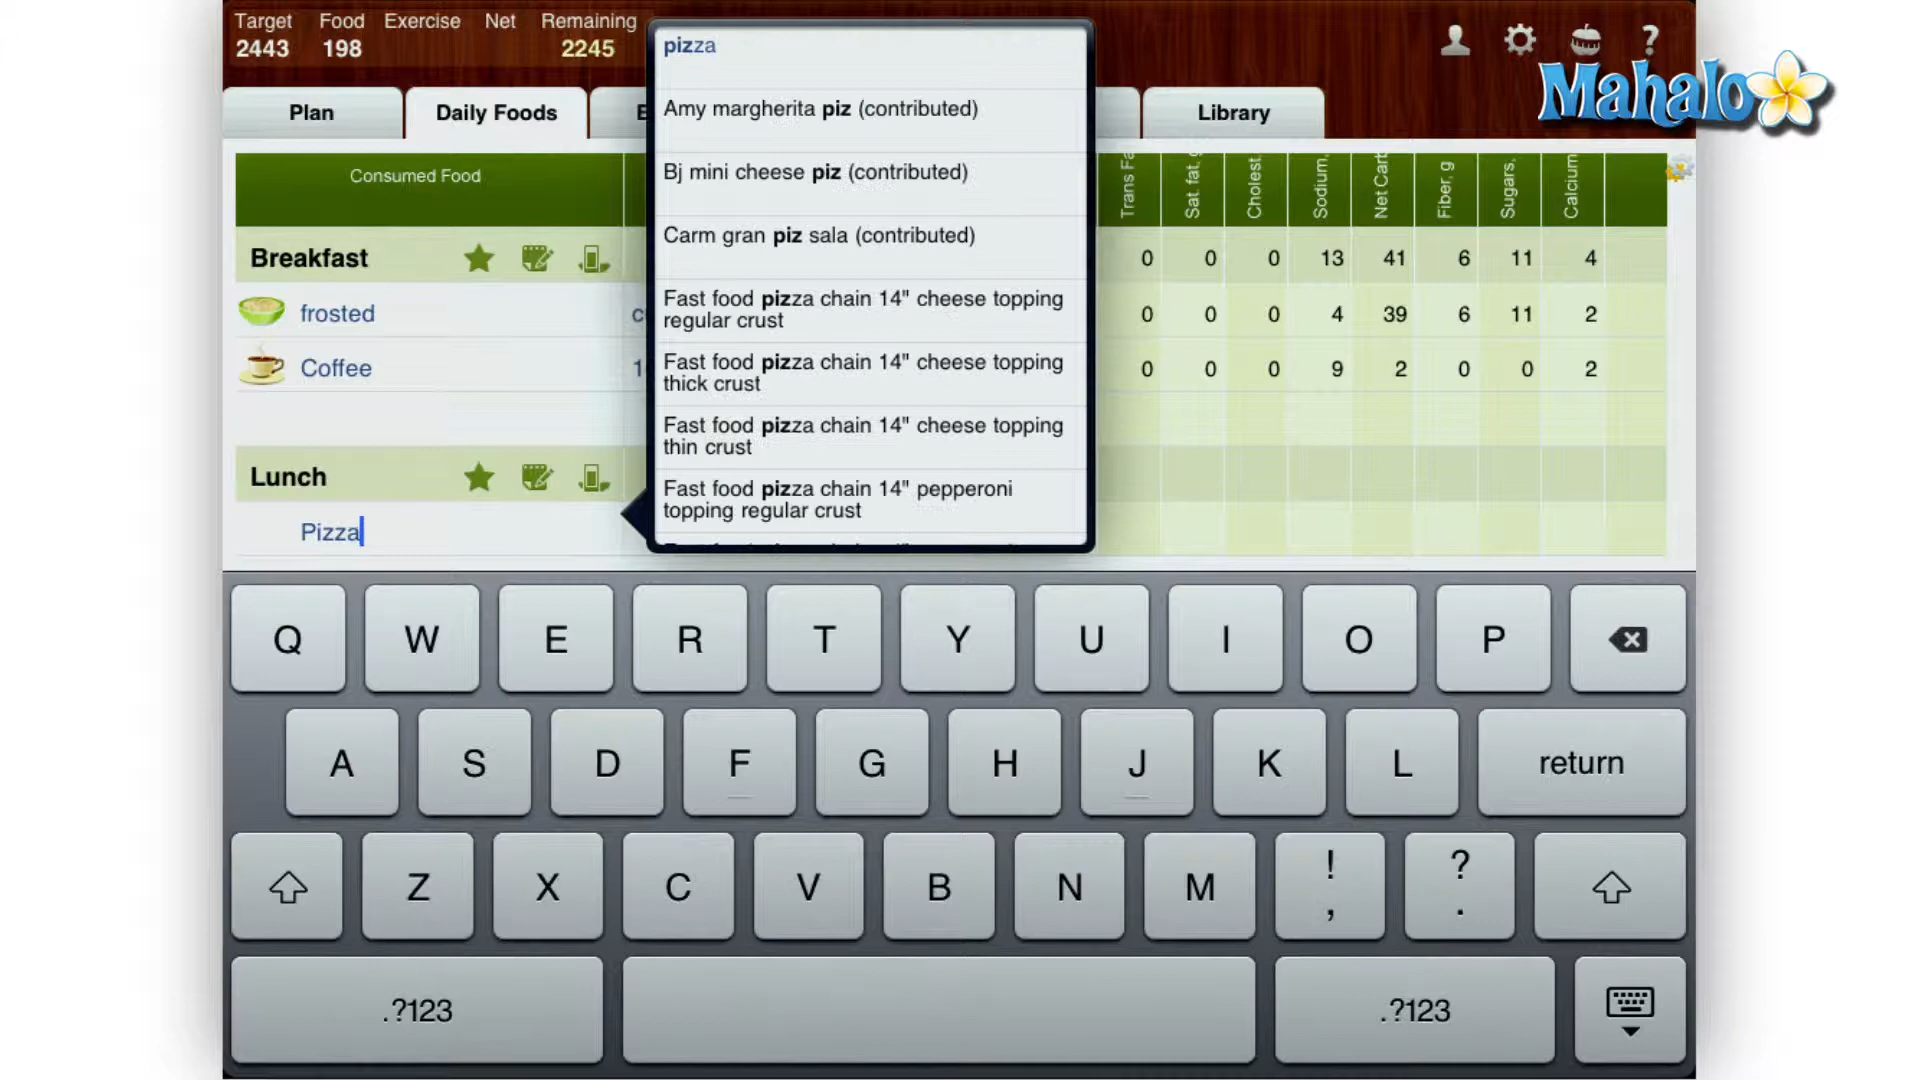 Target Food Exercise Net Remaining
2443 198 2245
Mahalo
Plan
Daily Foods
Library
pizza
Amy margherita piz (contributed)
Bj mini cheese piz (contributed)
Carm gran piz sala (contributed)
Fast food pizza chain 14" cheese topping
regular crust
Fast food pizza chain 14" cheese topping
thick crust
Fast food pizza chain 14" cheese topping
thin crust
Fast food pizza chain 14" pepperoni
topping regular crust
Consumed Food
Trans Fa
Sat. fat, g
Cholest.
Sodium,
Net Carb
Fiber, g
Sugars,
Calcium
Breakfast 0 0 0 13 41 6 11 4
frosted 0 0 0 4 39 6 11 2
Coffee 0 0 0 9 2 0 0 2
Lunch
Pizza
Q W E R T Y U I O P
A S D F G H J K L return
Z X C V B N M ! , ? .
.?123 .?123